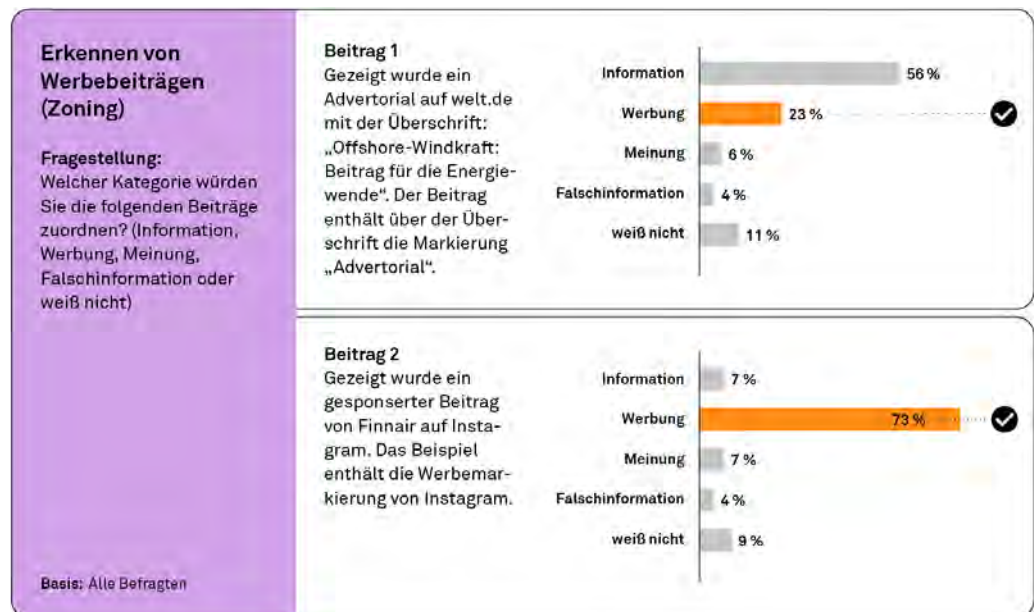 Erkennen von
Werbebeiträgen
(Zoning)
Fragestellung:
Welcher Kategorie würden
Sie die folgenden Beiträge
zuordnen? (Information,
Werbung, Meinung,
Falschinformation oder
weiß nicht)
Basis: Alle Befragten
Beitrag 1
Gezeigt wurde ein
Advertorial auf welt.de
mit der Überschrift:
„Offshore-Windkraft:
Beitrag für die Energie-
wende“. Der Beitrag
enthält über der Über-
schrift die Markierung
„Advertorial“.
Information 56 %
Werbung 23 %
Meinung 6 %
Falschinformation 4 %
weiß nicht 11 %
Beitrag 2
Gezeigt wurde ein
gesponserter Beitrag
von Finnair auf Insta-
gram. Das Beispiel
enthält die Werbemar-
kierung von Instagram.
Information 7 %
Werbung 73 %
Meinung 7 %
Falschinformation 4 %
weiß nicht 9 %